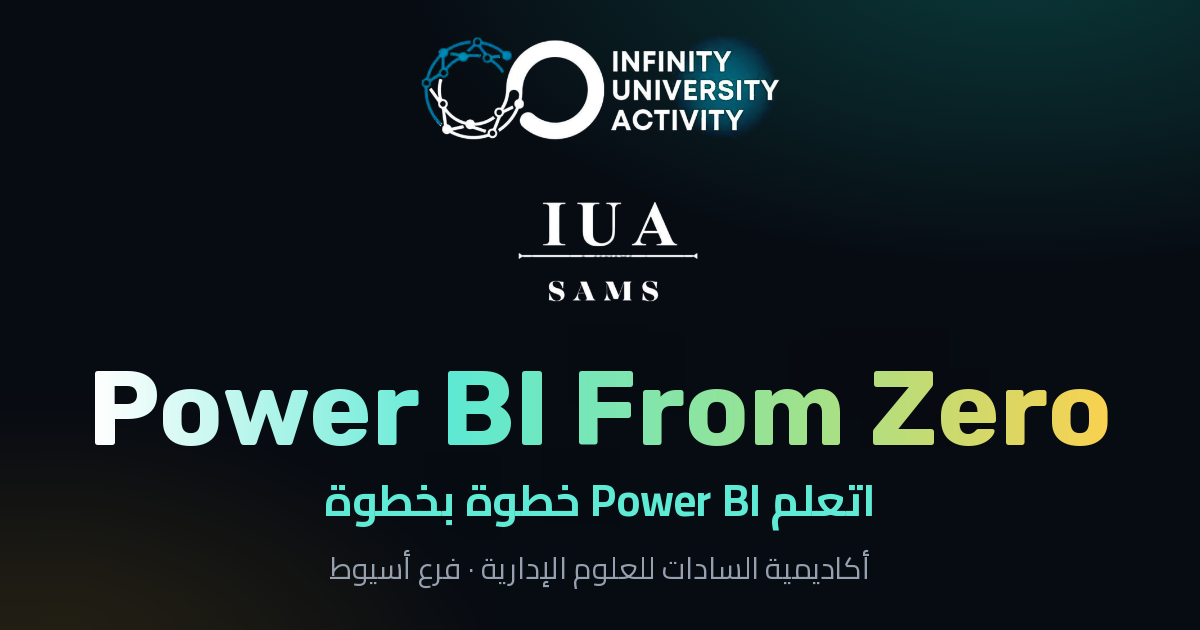 INFINITY
UNIVERSITY
ACTIVITY
IUA
SAMS
Power BI From Zero
اتعلم Power BI خطوة بخطوة
أكاديمية السادات للعلوم الإدارية · فرع أسيوط